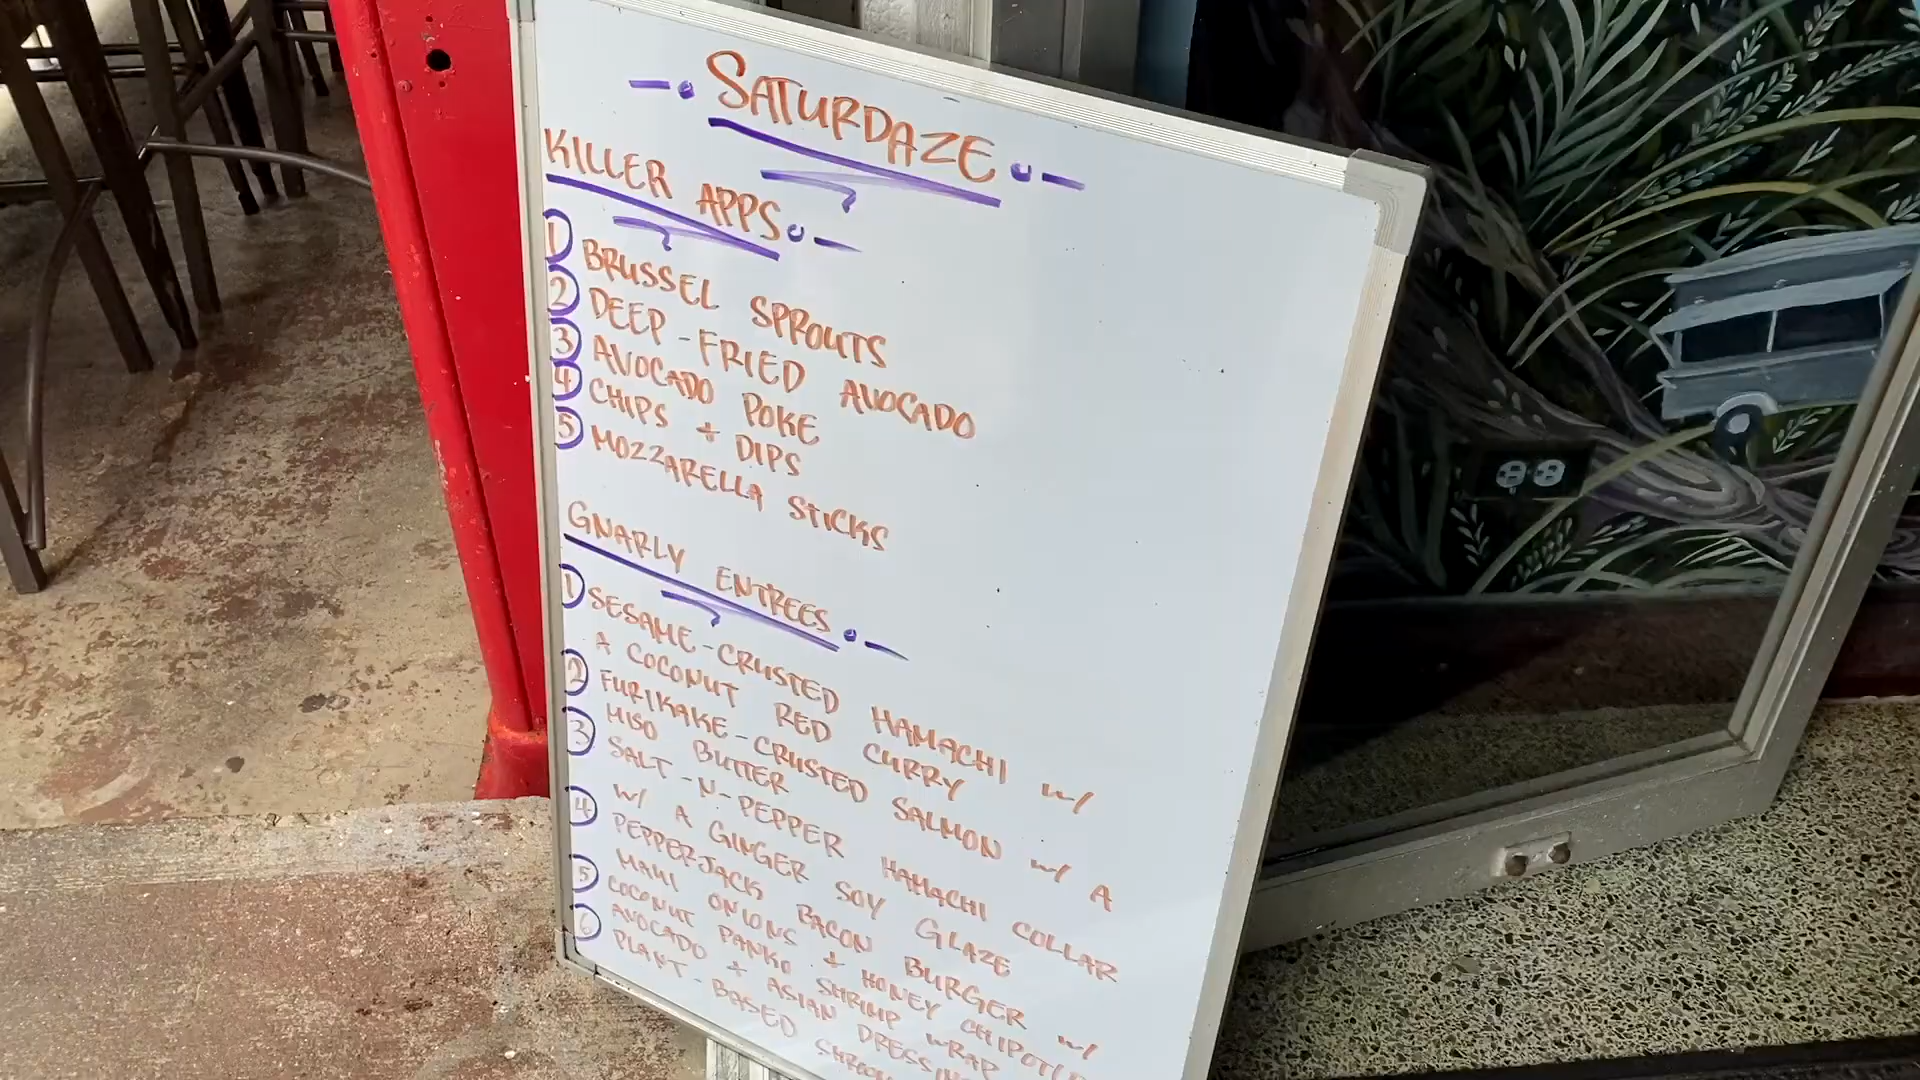 SATURDAZE
KILLER APPS
1 BRUSSEL SPROUTS
2 DEEP-FRIED AVOCADO
3 AVOCADO POKE
4 CHIPS + DIPS
5 MOZZARELLA STICKS
GNARLY ENTREES
1 SESAME-CRUSTED HAMACHI W/
A COCONUT RED CURRY
2 FURIKAKE-CRUSTED SALMON W/ A
MISO BUTTER
3 SALT-N-PEPPER HAMACHI COLLAR
W/ A GINGER SOY GLAZE
4 PEPPERJACK BACON BURGER W/
MAUI ONIONS + HONEY CHIPOTLE
5 COCONUT PANKO SHRIMP WRAP
AVOCADO + ASIAN DRESSING
6 PLANT-BASED